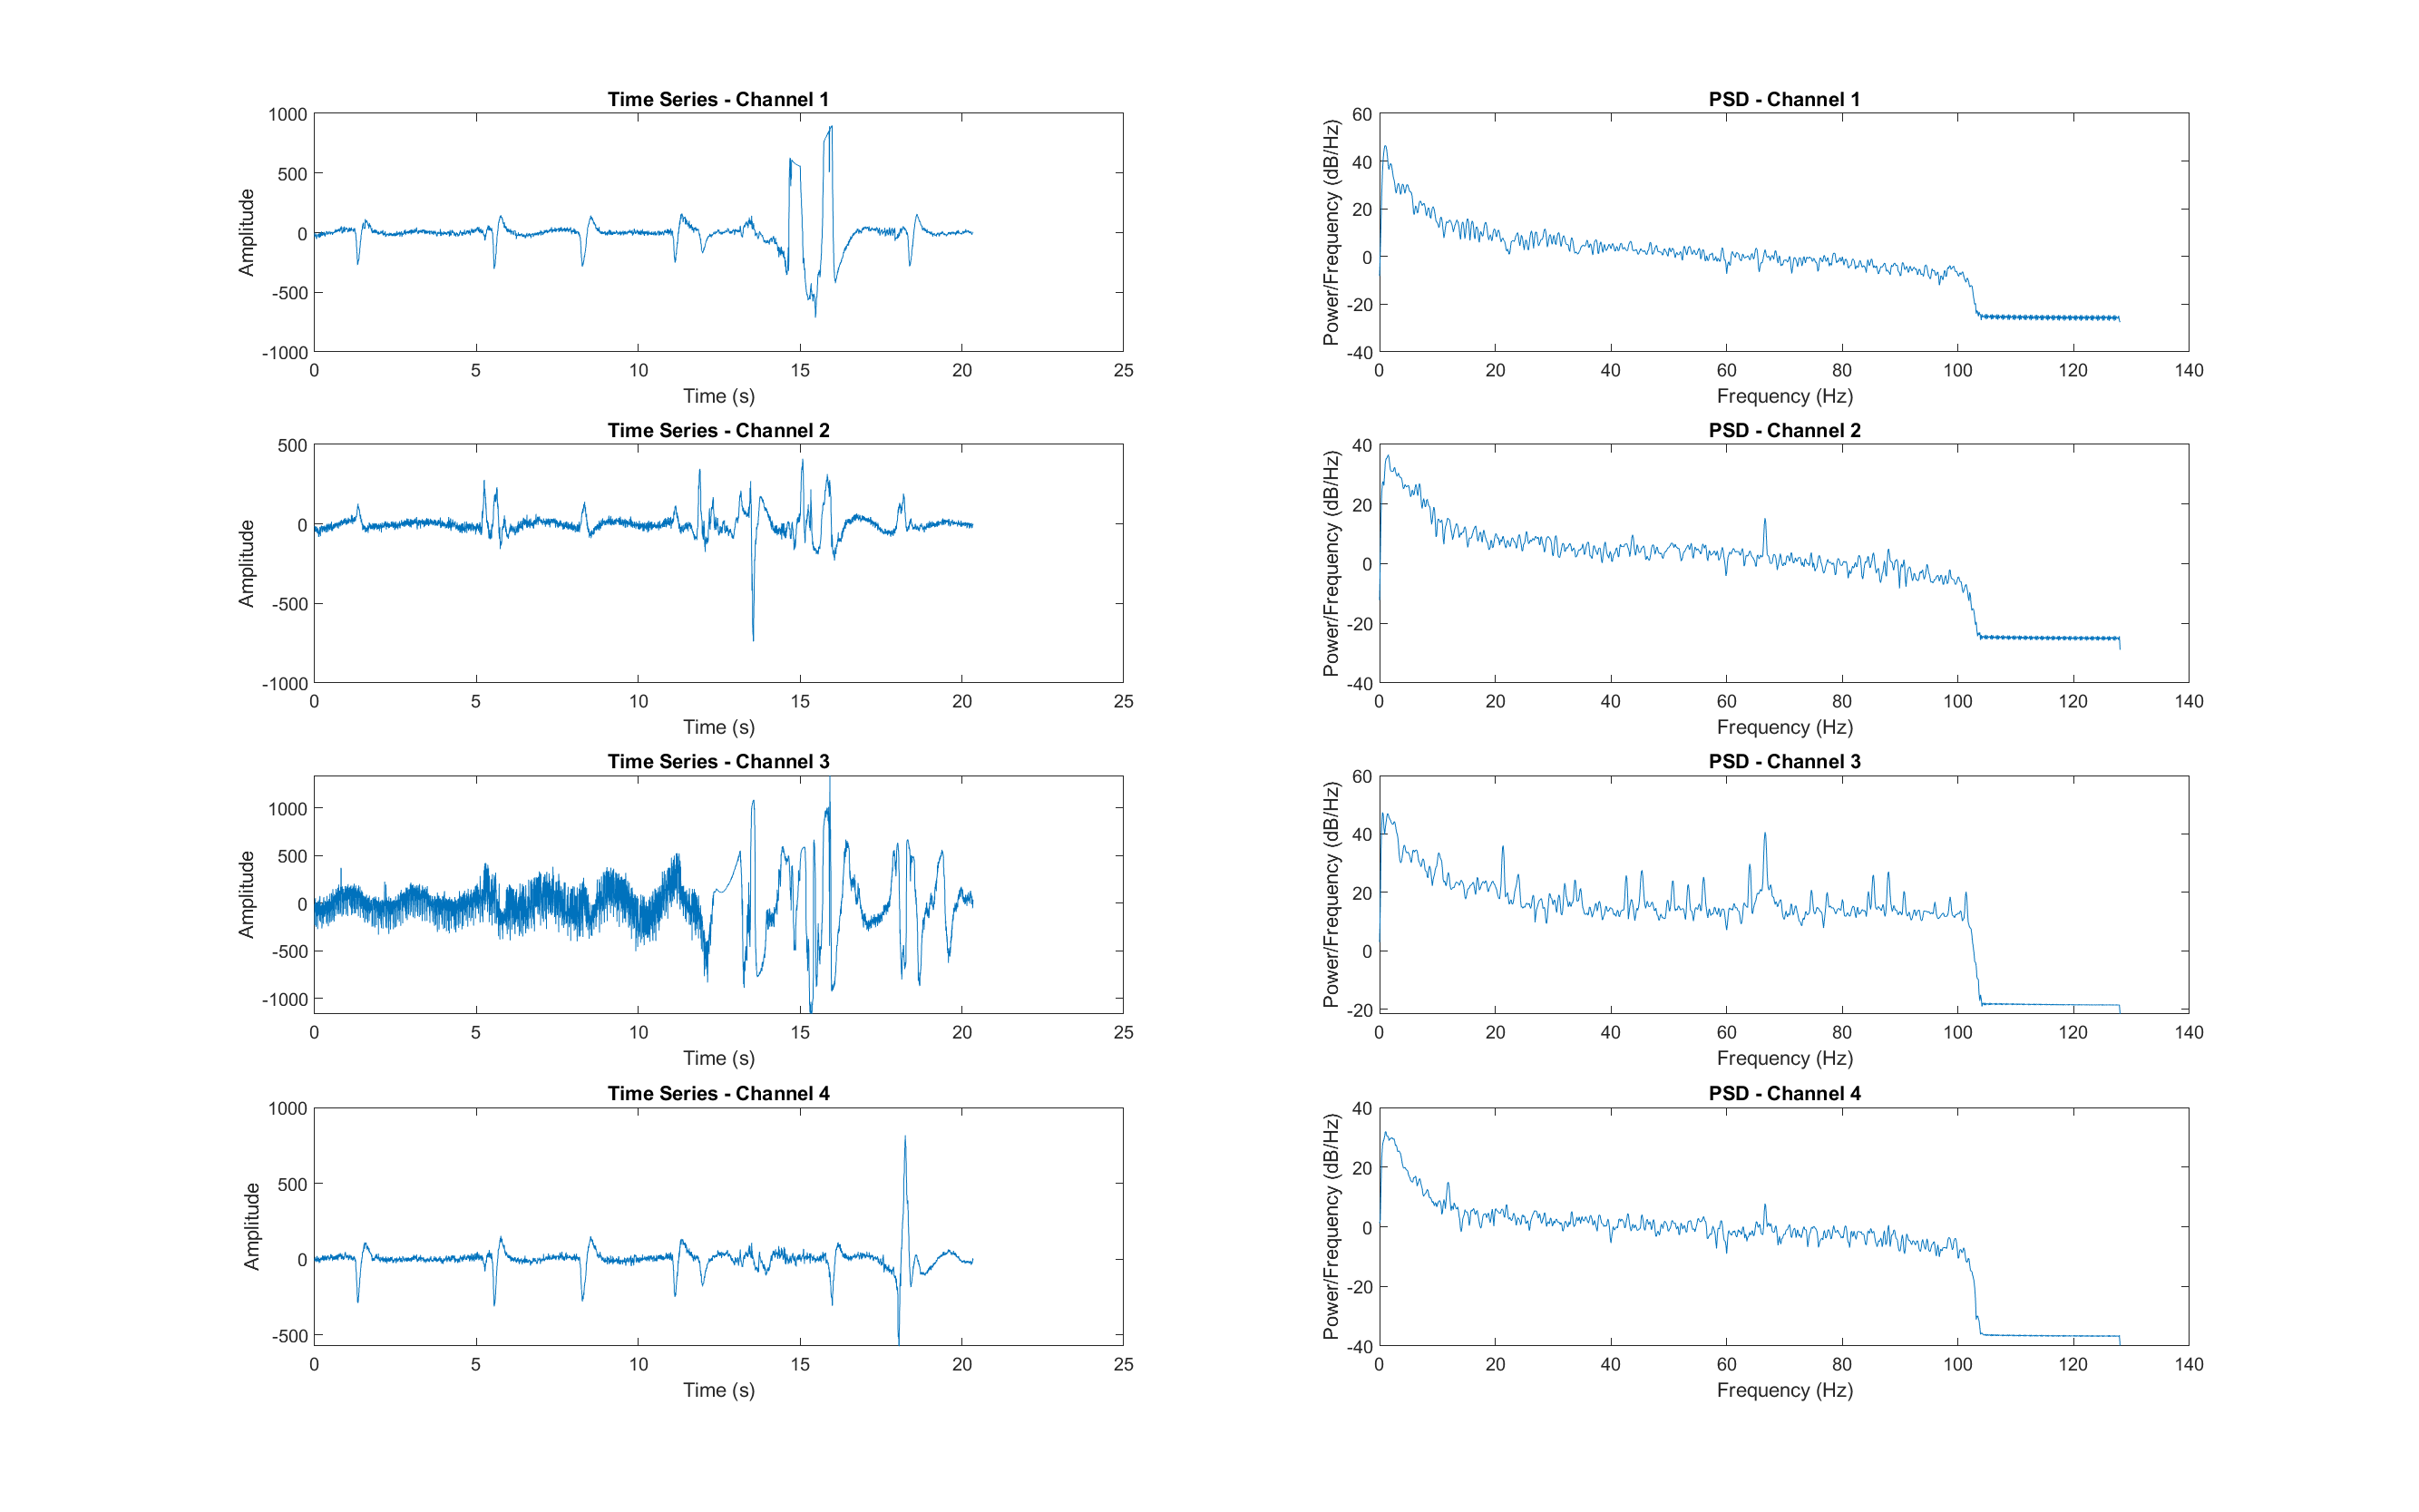 Time Series - Channel 1
1000
500
0
-500
-1000
Amplitude
0 5 10 15 20 25
Time (s)
PSD - Channel 1
60
40
20
0
-20
-40
Power/Frequency (dB/Hz)
0 20 40 60 80 100 120 140
Frequency (Hz)
Time Series - Channel 2
500
0
-500
-1000
Amplitude
0 5 10 15 20 25
Time (s)
PSD - Channel 2
40
20
0
-20
-40
Power/Frequency (dB/Hz)
0 20 40 60 80 100 120 140
Frequency (Hz)
Time Series - Channel 3
1000
500
0
-500
-1000
Amplitude
0 5 10 15 20 25
Time (s)
PSD - Channel 3
60
40
20
0
-20
Power/Frequency (dB/Hz)
0 20 40 60 80 100 120 140
Frequency (Hz)
Time Series - Channel 4
1000
500
0
-500
Amplitude
0 5 10 15 20 25
Time (s)
PSD - Channel 4
40
20
0
-20
-40
Power/Frequency (dB/Hz)
0 20 40 60 80 100 120 140
Frequency (Hz)